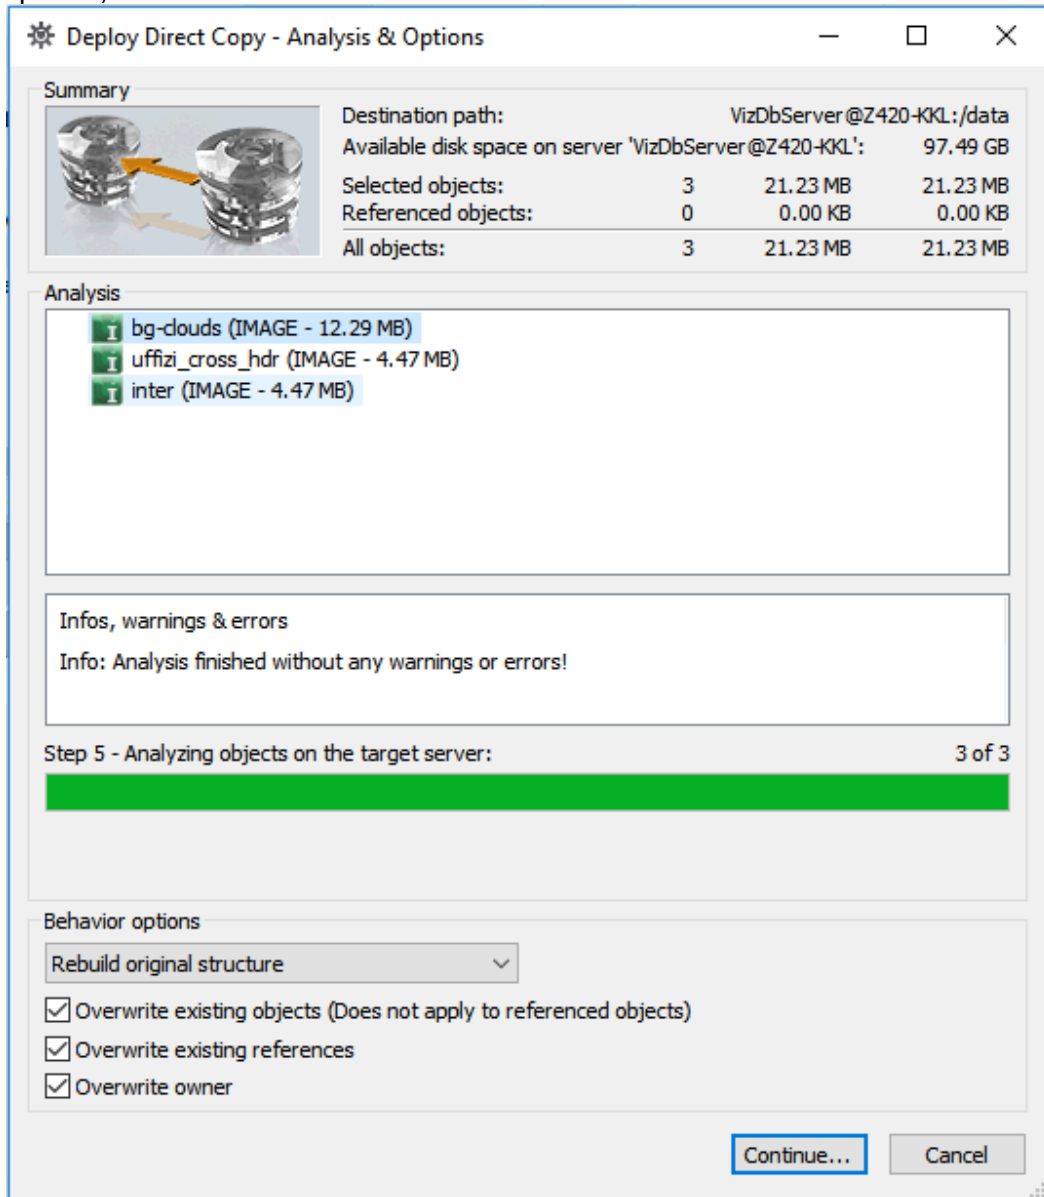 Deploy Direct Copy - Analysis & Options
Summary
Destination path: VizDbServer@Z420-KKL:/data
Available disk space on server 'VizDbServer@Z420-KKL': 97.49 GB
Selected objects: 3 21.23 MB 21.23 MB
Referenced objects: 0 0.00 KB 0.00 KB
All objects: 3 21.23 MB 21.23 MB
Analysis
I bg-clouds (IMAGE - 12.29 MB)
I uffizi_cross_hdr (IMAGE - 4.47 MB)
I inter (IMAGE - 4.47 MB)
Infos, warnings & errors
Info: Analysis finished without any warnings or errors!
Step 5 - Analyzing objects on the target server: 3 of 3
Behavior options
Rebuild original structure
Overwrite existing objects (Does not apply to referenced objects)
Overwrite existing references
Overwrite owner
Continue... Cancel